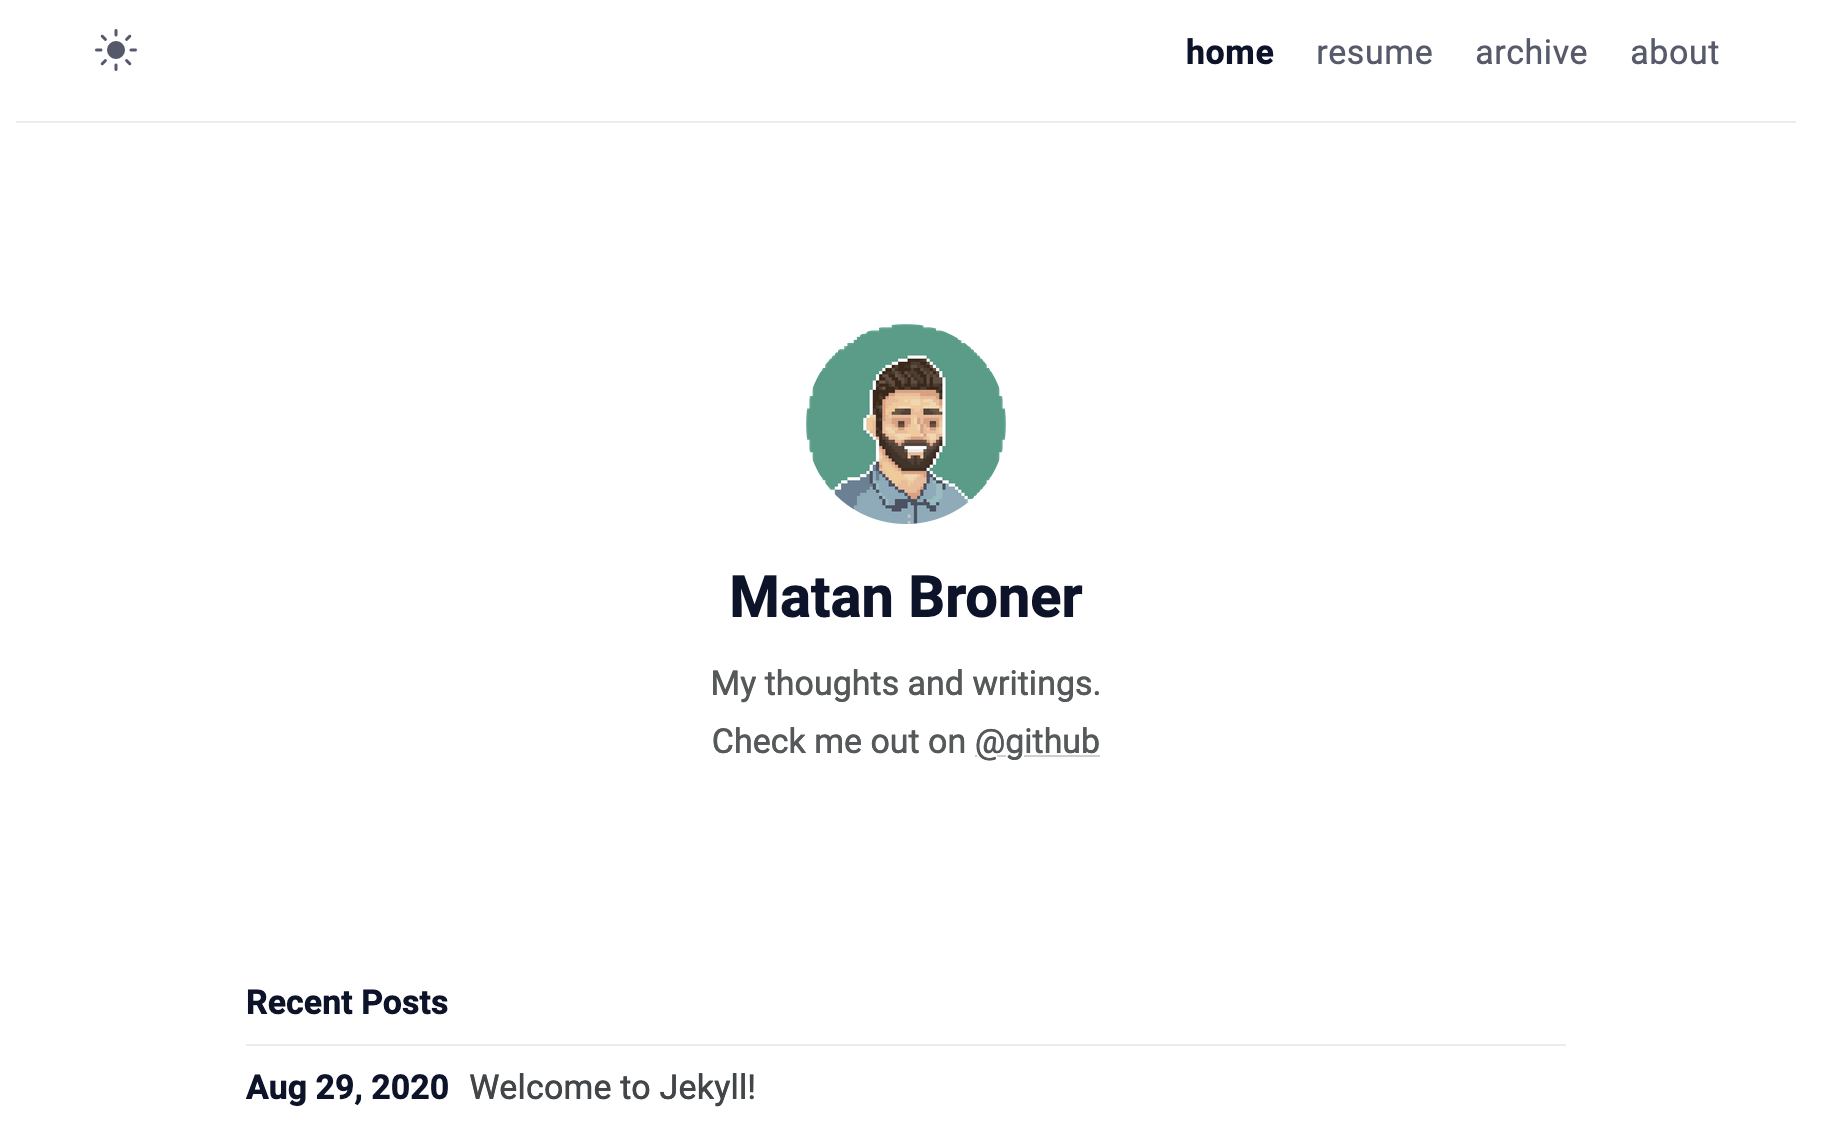 home resume archive about
Matan Broner
My thoughts and writings.
Check me out on @github
Recent Posts
Aug 29, 2020 Welcome to Jekyll!